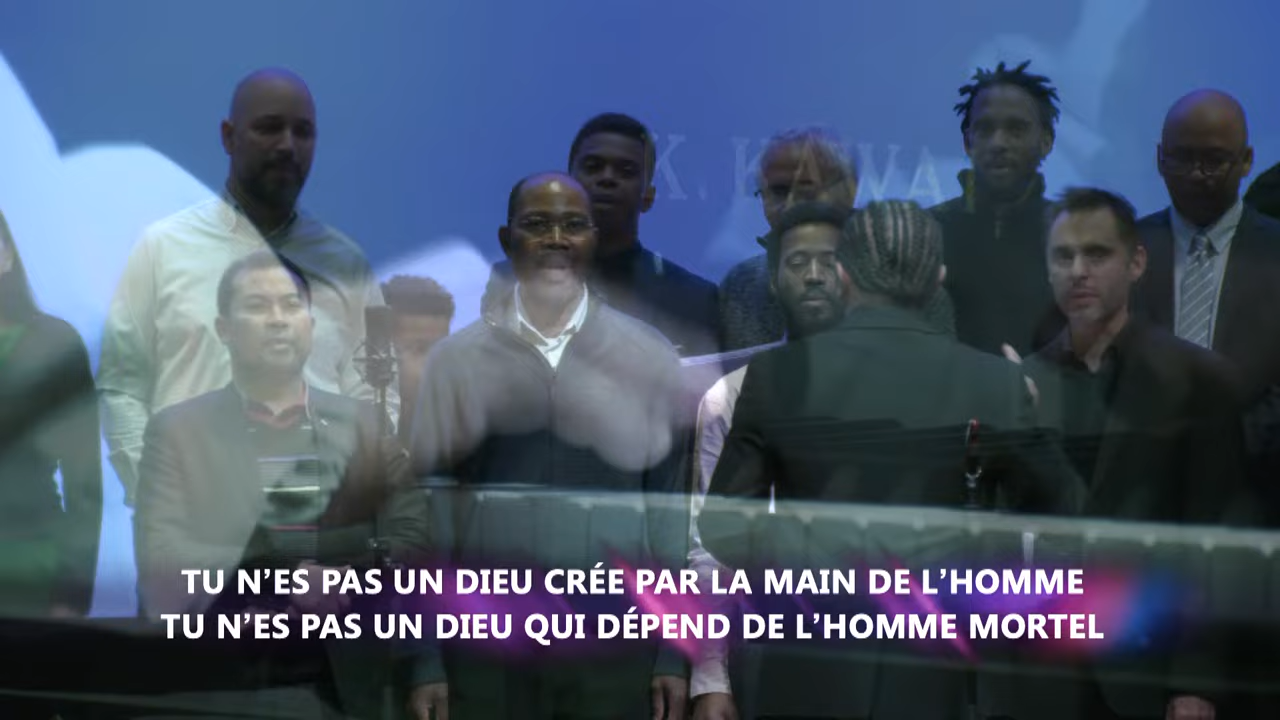 K. KAWA
TU N’ES PAS UN DIEU CRÉE PAR LA MAIN DE L’HOMME
TU N’ES PAS UN DIEU QUI DÉPEND DE L’HOMME MORTEL